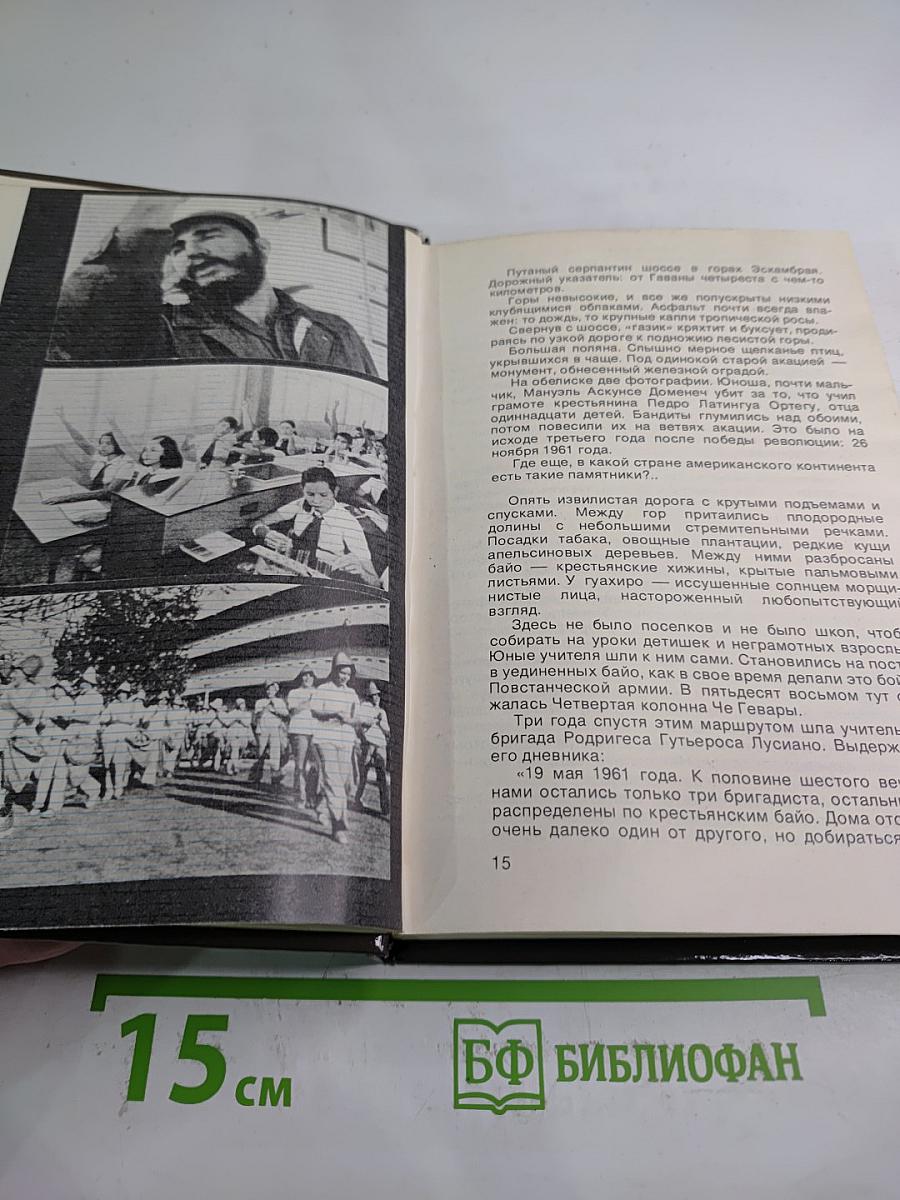 Путаный серпантин шоссе в горах Эскамбрая.
Дорожный указатель: от Гаваны четыреста с чем-то
километров.
Горы невысокие, и все же полускрыты низкими
клубящимися облаками. Асфальт почти всегда вла-
жен: то дождь, то крупные капли тропической росы.
Свернув с шоссе, «газик» кряхтит и буксует, продираясь
по узкой дороге к подножию лесистой горы.
Большая поляна. Слышно мерное щелканье птиц,
укрывшихся в чаще. Под одинокой старой акацией —
монумент, обнесенный железной оградой.
На обелиске две фотографии. Юноша, почти маль-
чик, Мануэль Аскунсе Доменеч убит за то, что учил
грамоте крестьянина Педро Латингуа Ортегу, отца
одиннадцати детей. Бандиты глумились над обоими,
потом повесили их на ветвях акации. Это было на
исходе третьего года после победы революции: 26
ноября 1961 года.
Где еще, в какой стране американского континента
есть такие памятники?..
Опять извилистая дорога с крутыми подъемами и
спусками. Между гор притаились плодородные
долины с небольшими стремительными речками.
Посадки табака, овощные плантации, редкие кущи
апельсиновых деревьев. Между ними разбросаны
байо — крестьянские хижины, крытые пальмовыми
листьями. У гуахиро — иссушенные солнцем морщи-
нистые лица, настороженный любопытствующий
взгляд.
Здесь не было поселков и не было школ, чтоб
собирать на уроки детишек и неграмотных взрослы
Юные учителя шли к ним сами. Становились на пост
в уединенных байо, как в свое время делали это бой
Повстанческой армии. В пятьдесят восьмом тут с
жалась Четвертая колонна Че Гевары.
Три года спустя этим маршрутом шла учитель
бригада Родригеса Гутьероса Лусиано. Выдерж
его дневника:
«19 мая 1961 года. К половине шестого веч
нами остались только три бригадиста, остальны
распределены по крестьянским байо. Дома отс
очень далеко один от другого, но добираться
15
15 см
БФ БИБЛИОФАН